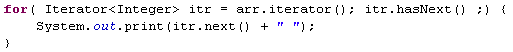 for( Iterator<Integer> itr = arr.iterator(); itr.hasNext() ;) {
    System.out.print(itr.next() + " ");
}